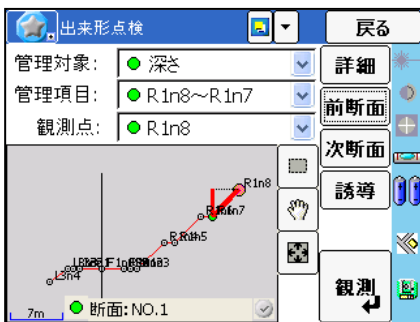 出来形点検
戻る
管理対象: 深さ
詳細
管理項目: R1n8～R1n7
前断面
観測点: R1n8
次断面
誘導
R1n8
L3n4
7m
断面:NO.1
観測